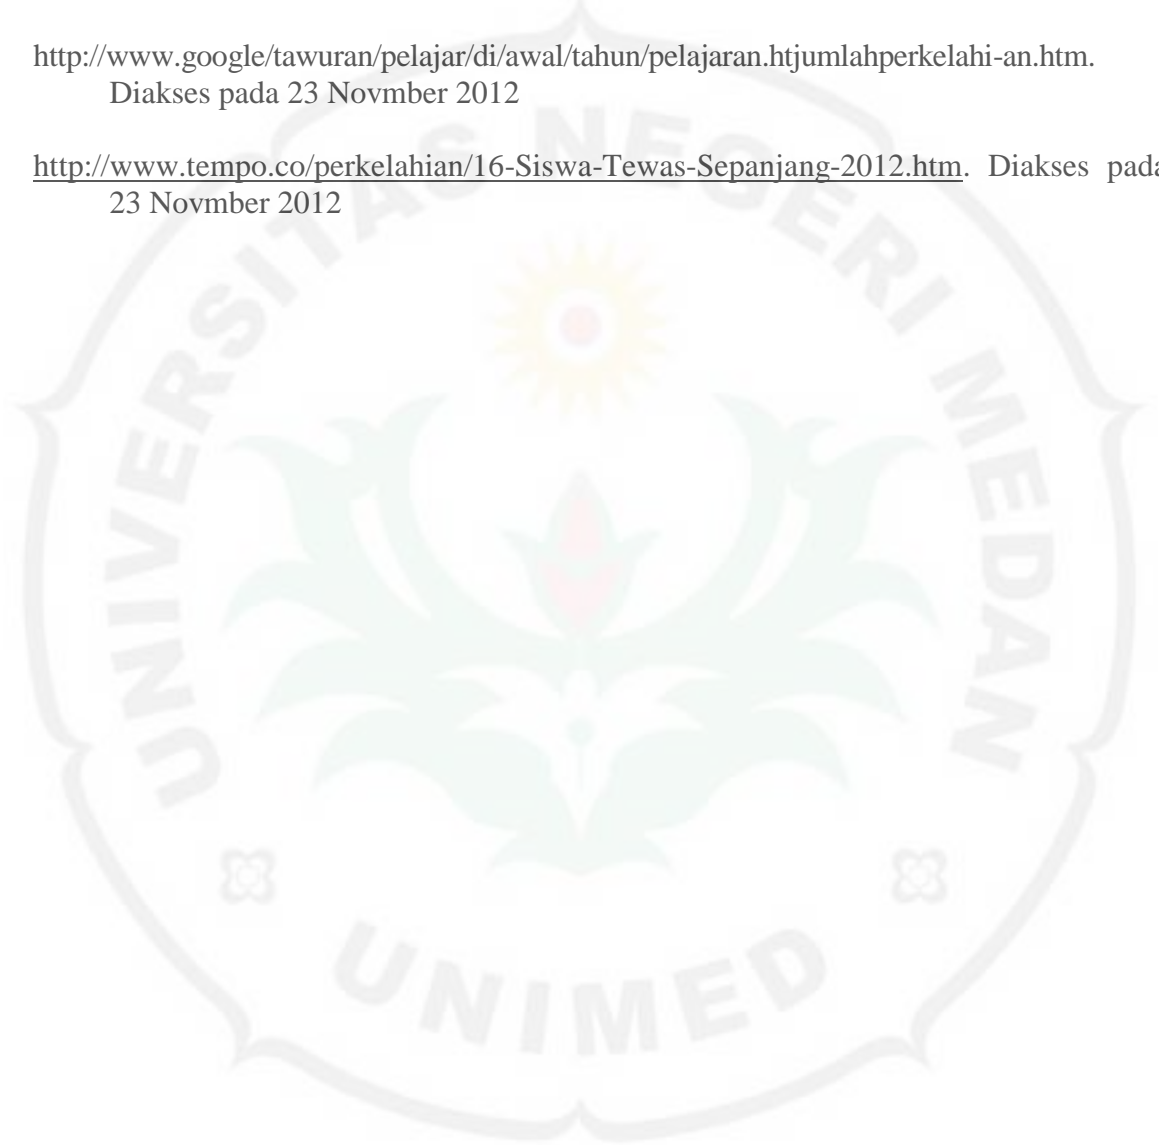 http://www.google/tawuran/pelajar/di/awal/tahun/pelajaran.htjumlahperkelahi-an.htm.
Diakses pada 23 Novmber 2012
http://www.tempo.co/perkelahian/16-Siswa-Tewas-Sepanjang-2012.htm. Diakses pada
23 Novmber 2012
UNIVERSITAS NEGERI MEDAN
UNIMED